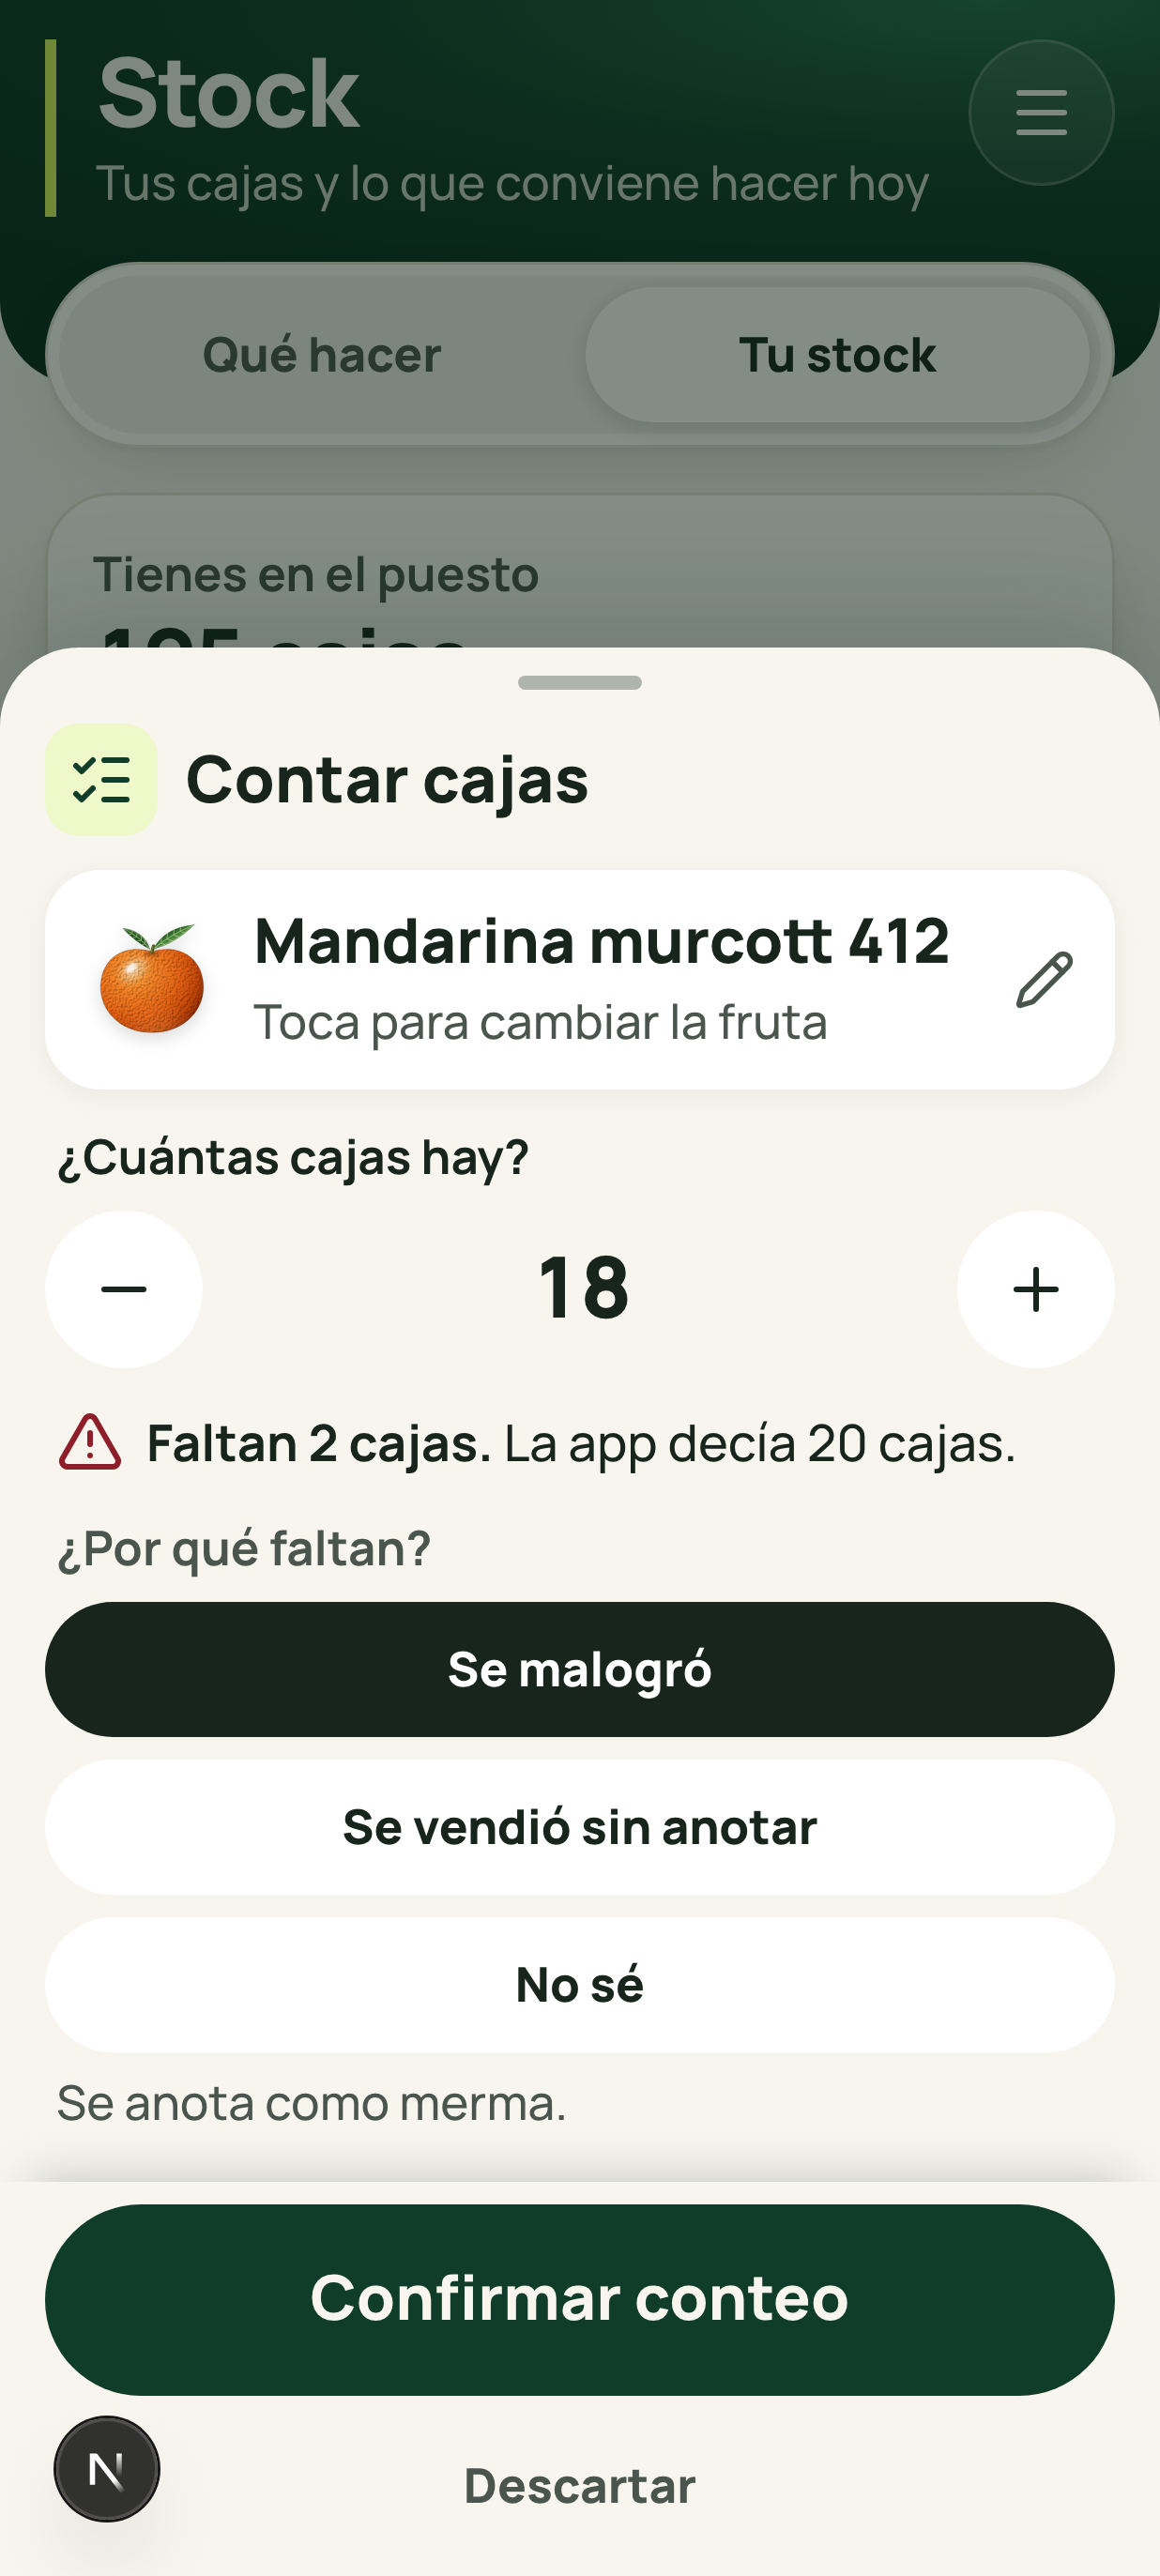 Stock
Tus cajas y lo que conviene hacer hoy
Qué hacer
Tu stock
Tienes en el puesto
Contar cajas
Mandarina murcott 412
Toca para cambiar la fruta
¿Cuántas cajas hay?
18
Faltan 2 cajas. La app decía 20 cajas.
¿Por qué faltan?
Se malogró
Se vendió sin anotar
No sé
Se anota como merma.
Confirmar conteo
N
Descartar